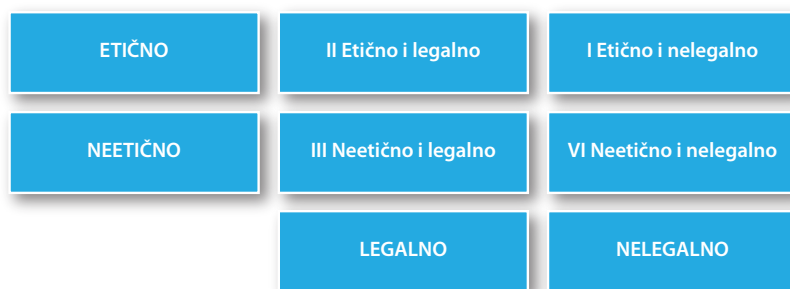 ETIČNO
II Etično i legalno
I Etično i nelegalno
NEETIČNO
III Neetično i legalno
VI Neetično i nelegalno
LEGALNO
NELEGALNO